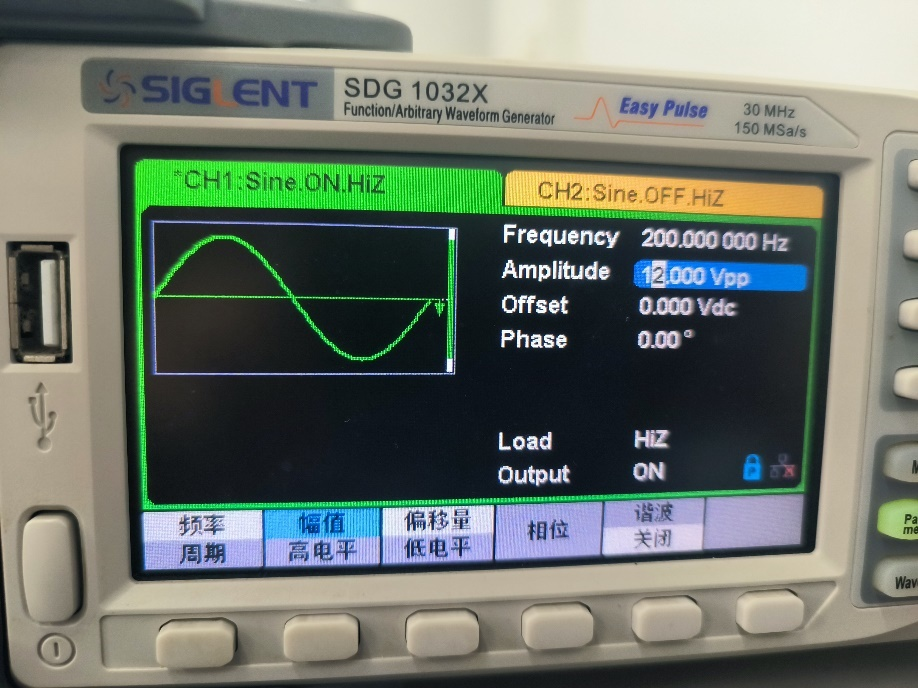 SIGLENT
SDG 1032X
Function/Arbitrary Waveform Generator
Easy Pulse
30 MHz
150 MSa/s
*CH1:Sine.ON.HiZ
CH2:Sine.OFF.HiZ
Frequency 200.000 000 Hz
Amplitude 12.000 Vpp
Offset 0.000 Vdc
Phase 0.00 °
Load HiZ
Output ON
频率
周期
幅值
高电平
偏移量
低电平
相位
谐波
关闭